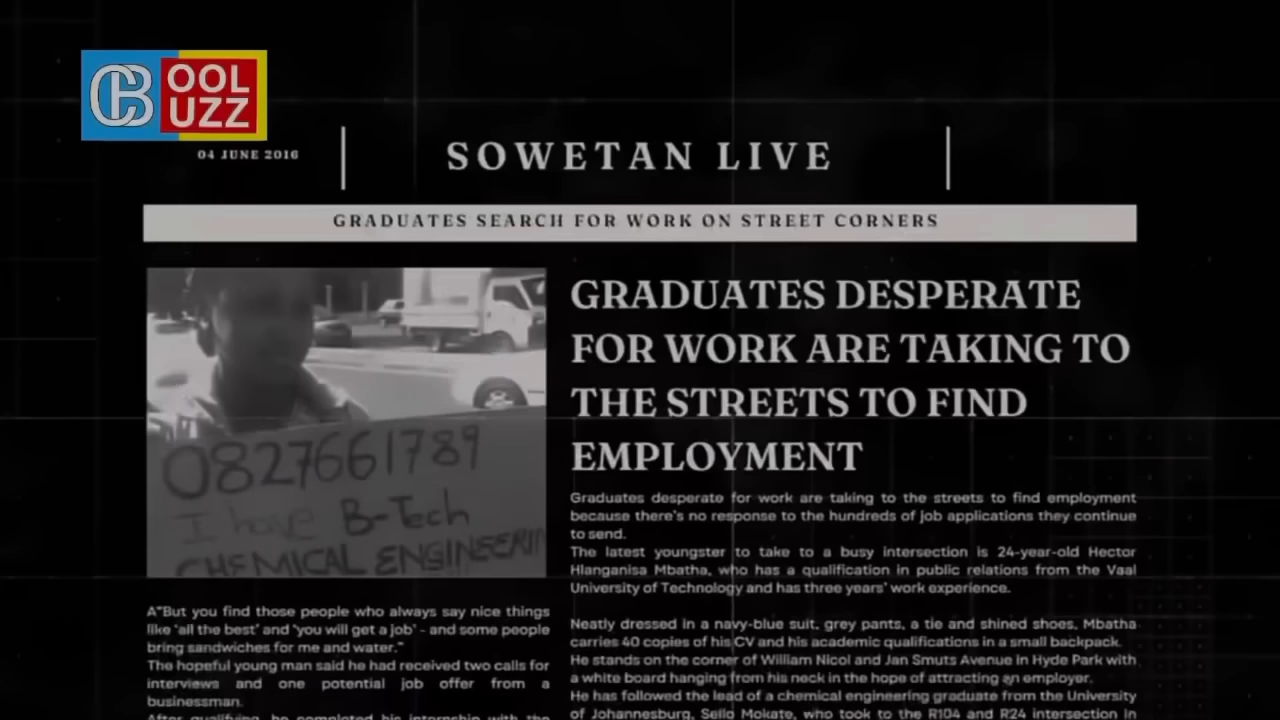 COOL
BUZZ
04 JUNE 2016
SOWETAN LIVE
GRADUATES SEARCH FOR WORK ON STREET CORNERS
0827661789
I have B-Tech
CHEMICAL ENGINEERIN
A"But you find those people who always say nice things
like 'all the best' and 'you will get a job' - and some people
bring sandwiches for me and water."
The hopeful young man said he had received two calls for
interviews and one potential job offer from a
businessman.
After qualifying, he completed his internship with the
GRADUATES DESPERATE
FOR WORK ARE TAKING TO
THE STREETS TO FIND
EMPLOYMENT
Graduates desperate for work are taking to the streets to find employment
because there's no response to the hundreds of job applications they continue
to send.
The latest youngster to take to a busy intersection is 24-year-old Hector
Hlanganisa Mbatha, who has a qualification in public relations from the Vaal
University of Technology and has three years' work experience.
Neatly dressed in a navy-blue suit, grey pants, a tie and shined shoes, Mbatha
carries 40 copies of his CV and his academic qualifications in a small backpack.
He stands on the corner of William Nicol and Jan Smuts Avenue in Hyde Park with
a white board hanging from his neck in the hope of attracting an employer.
He has followed the lead of a chemical engineering graduate from the University
of Johannesburg, Sello Mokate, who took to the R104 and R24 intersection in